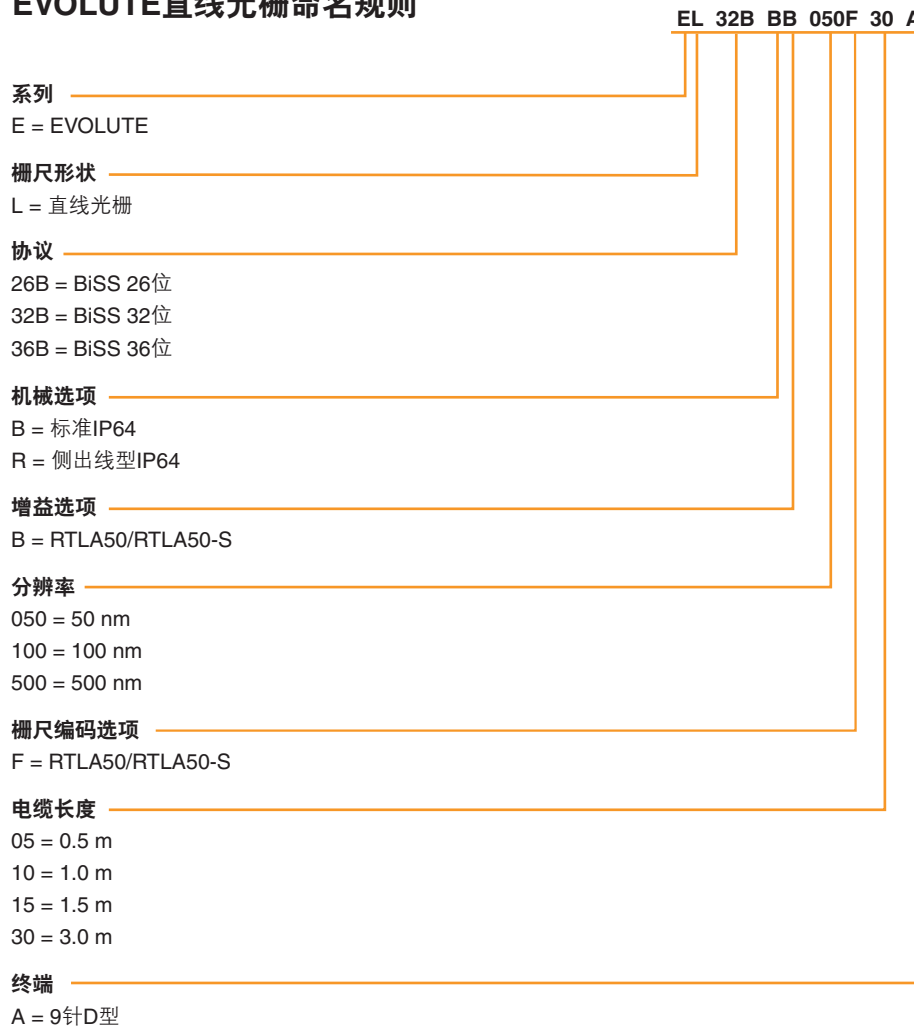 EVOLUTE直线光栅命名规则
EL 32B BB 050F 30 A
系列
E = EVOLUTE
栅尺形状
L = 直线光栅
协议
26B = BiSS 26位
32B = BiSS 32位
36B = BiSS 36位
机械选项
B = 标准IP64
R = 侧出线型IP64
增益选项
B = RTLA50/RTLA50-S
分辨率
050 = 50 nm
100 = 100 nm
500 = 500 nm
栅尺编码选项
F = RTLA50/RTLA50-S
电缆长度
05 = 0.5 m
10 = 1.0 m
15 = 1.5 m
30 = 3.0 m
终端
A = 9针D型